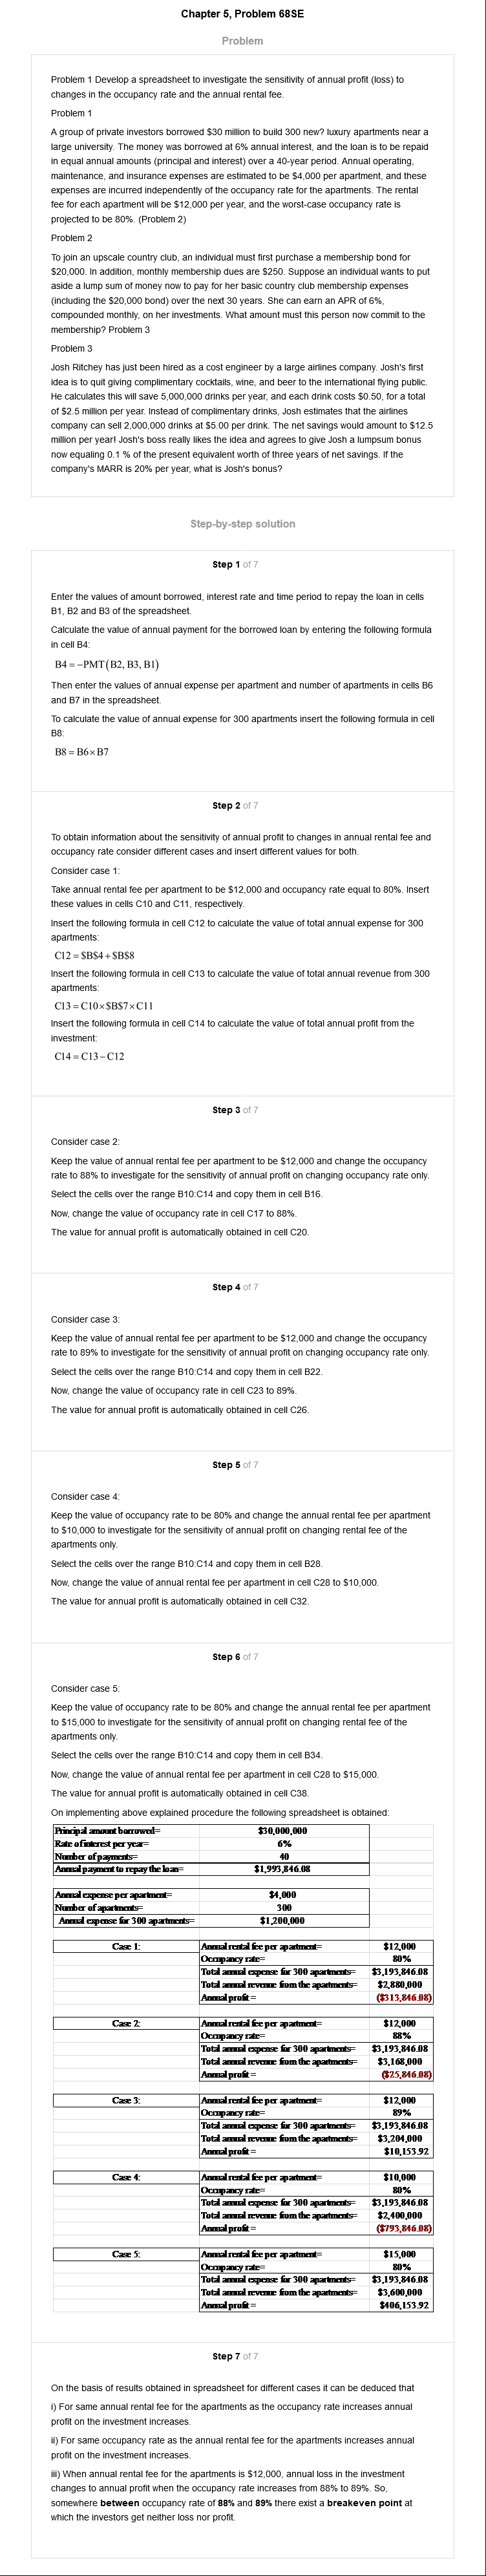 Chapter 5, Problem 68SE
Problem
Problem 1 Develop a spreadsheet to investigate the sensitivity of annual profit (loss) to
changes in the occupancy rate and the annual rental fee.
Problem 1
A group of private investors borrowed $30 million to build 300 new? luxury apartments near a
large university. The money was borrowed at 6% annual interest, and the loan is to be repaid
in equal annual amounts (principal and interest) over a 40-year period. Annual operating,
maintenance, and insurance expenses are estimated to be $4,000 per apartment, and these
expenses are incurred independently of the occupancy rate for the apartments. The rental
fee for each apartment will be $12,000 per year, and the worst-case occupancy rate is
projected to be 80%. (Problem 2)
Problem 2
To join an upscale country club, an individual must first purchase a membership bond for
$20,000. In addition, monthly membership dues are $250. Suppose an individual wants to put
aside a lump sum of money now to pay for her basic country club membership expenses
(including the $20,000 bond) over the next 30 years. She can earn an APR of 6%,
compounded monthly, on her investments. What amount must this person now commit to the
membership? Problem 3
Problem 3
Josh Ritchey has just been hired as a cost engineer by a large airlines company. Josh's first
idea is to quit giving complimentary cocktails, wine, and beer to the international flying public.
He calculates this will save 5,000,000 drinks per year, and each drink costs $0.50, for a total
of $2.5 million per year. Instead of complimentary drinks, Josh estimates that the airlines
company can sell 2,000,000 drinks at $5.00 per drink. The net savings would amount to $12.5
million per year! Josh's boss really likes the idea and agrees to give Josh a lumpsum bonus
now equaling 0.1 % of the present equivalent worth of three years of net savings. If the
company's MARR is 20% per year, what is Josh's bonus?
Step-by-step solution
Step 1 of 7
Enter the values of amount borrowed, interest rate and time period to repay the loan in cells
B1, B2 and B3 of the spreadsheet.
Calculate the value of annual payment for the borrowed loan by entering the following formula
in cell B4:
B4 = −PMT(B2, B3, B1)
Then enter the values of annual expense per apartment and number of apartments in cells B6
and B7 in the spreadsheet.
To calculate the value of annual expense for 300 apartments insert the following formula in cell
B8:
B8 = B6×B7
Step 2 of 7
To obtain information about the sensitivity of annual profit to changes in annual rental fee and
occupancy rate consider different cases and insert different values for both.
Consider case 1:
Take annual rental fee per apartment to be $12,000 and occupancy rate equal to 80%. Insert
these values in cells C10 and C11, respectively.
Insert the following formula in cell C12 to calculate the value of total annual expense for 300
apartments:
C12 = $B$4 + $B$8
Insert the following formula in cell C13 to calculate the value of total annual revenue from 300
apartments:
C13 = C10×$B$7×C11
Insert the following formula in cell C14 to calculate the value of total annual profit from the
investment:
C14 = C13 − C12
Step 3 of 7
Consider case 2:
Keep the value of annual rental fee per apartment to be $12,000 and change the occupancy
rate to 88% to investigate for the sensitivity of annual profit on changing occupancy rate only.
Select the cells over the range B10:C14 and copy them in cell B16.
Now, change the value of occupancy rate in cell C17 to 88%.
The value for annual profit is automatically obtained in cell C20.
Step 4 of 7
Consider case 3:
Keep the value of annual rental fee per apartment to be $12,000 and change the occupancy
rate to 89% to investigate for the sensitivity of annual profit on changing occupancy rate only.
Select the cells over the range B10:C14 and copy them in cell B22.
Now, change the value of occupancy rate in cell C23 to 89%.
The value for annual profit is automatically obtained in cell C26.
Step 5 of 7
Consider case 4:
Keep the value of occupancy rate to be 80% and change the annual rental fee per apartment
to $10,000 to investigate for the sensitivity of annual profit on changing rental fee of the
apartments only.
Select the cells over the range B10:C14 and copy them in cell B28.
Now, change the value of annual rental fee per apartment in cell C28 to $10,000.
The value for annual profit is automatically obtained in cell C32.
Step 6 of 7
Consider case 5:
Keep the value of occupancy rate to be 80% and change the annual rental fee per apartment
to $15,000 to investigate for the sensitivity of annual profit on changing rental fee of the
apartments only.
Select the cells over the range B10:C14 and copy them in cell B34.
Now, change the value of annual rental fee per apartment in cell C28 to $15,000.
The value for annual profit is automatically obtained in cell C38.
On implementing above explained procedure the following spreadsheet is obtained:
Principal amount borrowed= $30,000,000
Rate of interest per year= 6%
Number of payments= 40
Annual payment to repay the loan= $1,993,846.08
Annual expense per apartment= $4,000
Number of apartments= 300
Annual expense for 300 apartments= $1,200,000
Case 1: Annual rental fee per apartment= $12,000
Occupancy rate= 80%
Total annual expense for 300 apartments= $3,193,846.08
Total annual revenue from the apartments= $2,880,000
Annual profit = ($313,846.08)
Case 2: Annual rental fee per apartment= $12,000
Occupancy rate= 88%
Total annual expense for 300 apartments= $3,193,846.08
Total annual revenue from the apartments= $3,168,000
Annual profit = ($25,846.08)
Case 3: Annual rental fee per apartment= $12,000
Occupancy rate= 89%
Total annual expense for 300 apartments= $3,193,846.08
Total annual revenue from the apartments= $3,204,000
Annual profit = $10,153.92
Case 4: Annual rental fee per apartment= $10,000
Occupancy rate= 80%
Total annual expense for 300 apartments= $3,193,846.08
Total annual revenue from the apartments= $2,400,000
Annual profit = ($793,846.08)
Case 5: Annual rental fee per apartment= $15,000
Occupancy rate= 80%
Total annual expense for 300 apartments= $3,193,846.08
Total annual revenue from the apartments= $3,600,000
Annual profit = $406,153.92
Step 7 of 7
On the basis of results obtained in spreadsheet for different cases it can be deduced that
i) For same annual rental fee for the apartments as the occupancy rate increases annual
profit on the investment increases.
ii) For same occupancy rate as the annual rental fee for the apartments increases annual
profit on the investment increases.
iii) When annual rental fee for the apartments is $12,000, annual loss in the investment
changes to annual profit when the occupancy rate increases from 88% to 89%. So,
somewhere between occupancy rate of 88% and 89% there exist a breakeven point at
which the investors get neither loss nor profit.